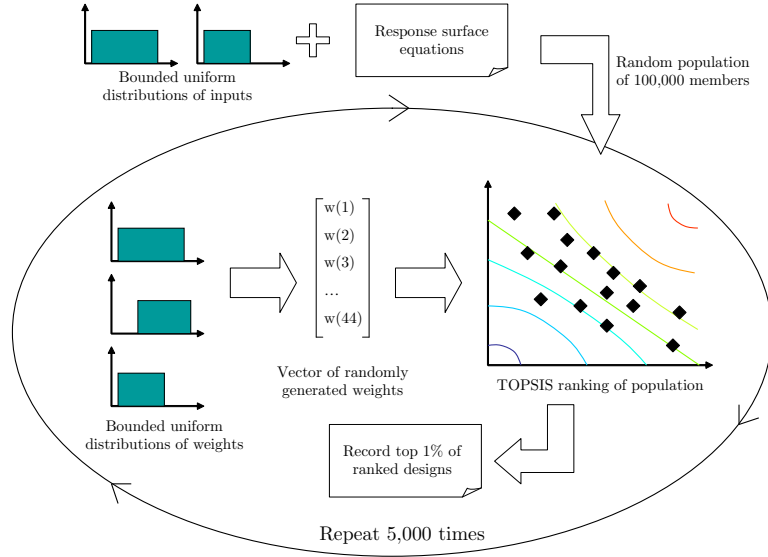 Bounded uniform
distributions of inputs
Response surface
equations
Random population
of 100,000 members
w(1)
w(2)
w(3)
...
w(44)
Bounded uniform
distributions of weights
Vector of randomly
generated weights
TOPSIS ranking of population
Record top 1% of
ranked designs
Repeat 5,000 times